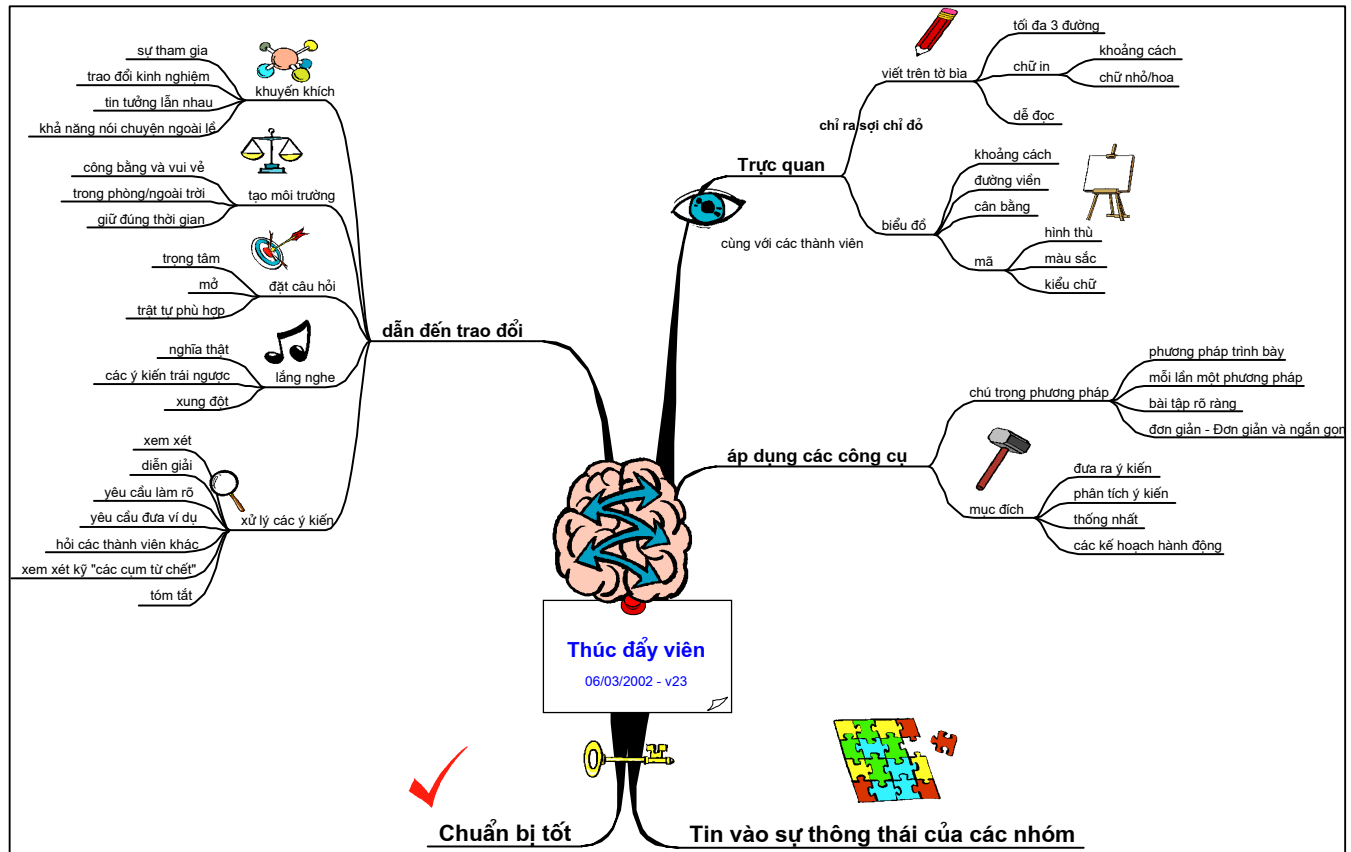 sự tham gia
trao đổi kinh nghiệm
tin tưởng lẫn nhau
khả năng nói chuyện ngoài lề
khuyến khích
công bằng và vui vẻ
trong phòng/ngoài trời
giữ đúng thời gian
tạo môi trường
trọng tâm
mở
trật tự phù hợp
đặt câu hỏi
nghĩa thật
các ý kiến trái ngược
xung đột
lắng nghe
xem xét
diễn giải
yêu cầu làm rõ
yêu cầu đưa ví dụ
hỏi các thành viên khác
xem xét kỹ "các cụm từ chết"
tóm tắt
xử lý các ý kiến
dẫn đến trao đổi
Trực quan
cùng với các thành viên
chỉ ra sợi chỉ đỏ
viết trên tờ bìa
tối đa 3 đường
chữ in
khoảng cách
chữ nhỏ/hoa
dễ đọc
biểu đồ
khoảng cách
đường viền
cân bằng
mã
hình thù
màu sắc
kiểu chữ
áp dụng các công cụ
chú trọng phương pháp
phương pháp trình bày
mỗi lần một phương pháp
bài tập rõ ràng
đơn giản - Đơn giản và ngắn gọn
mục đích
đưa ra ý kiến
phân tích ý kiến
thống nhất
các kế hoạch hành động
Thúc đẩy viên
06/03/2002 - v23
Chuẩn bị tốt
Tin vào sự thông thái của các nhóm